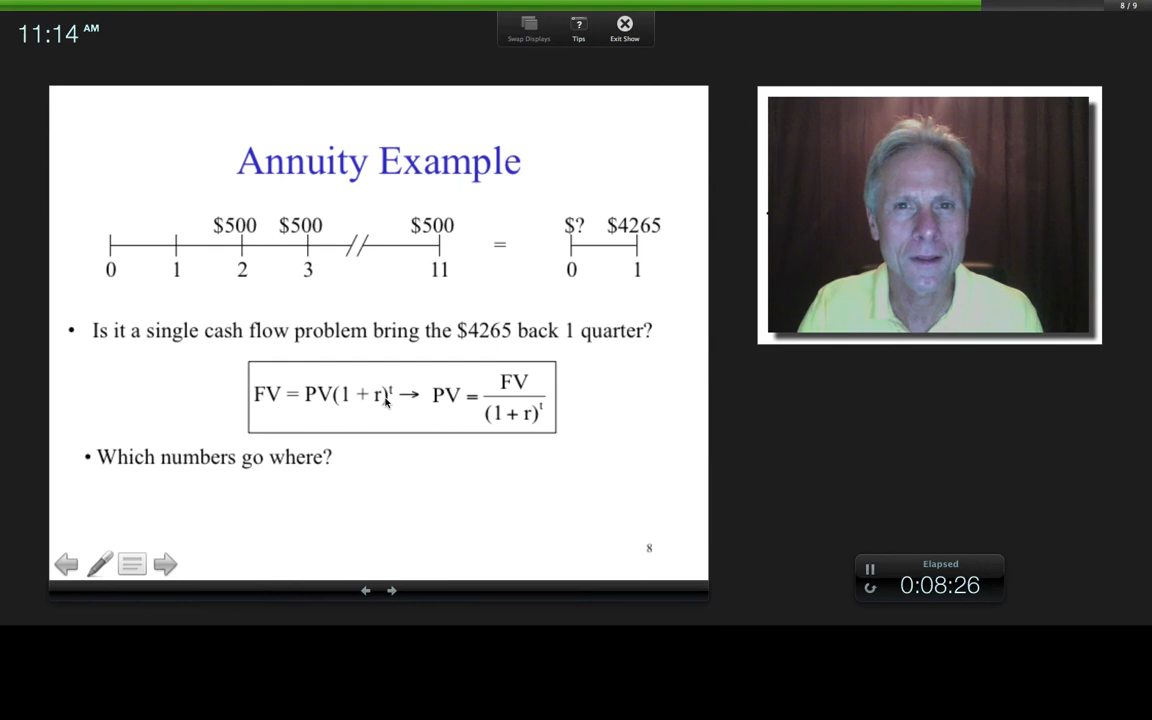 8 / 9
11:14 AM
Swap Displays Tips Exit Show
Annuity Example
$500 $500 $500 $? $4265
=
0 1 2 3 11 0 1
• Is it a single cash flow problem bring the $4265 back 1 quarter?
FV = PV(1 + r)^t → PV = FV / (1 + r)^t
• Which numbers go where?
8
Elapsed
0:08:26